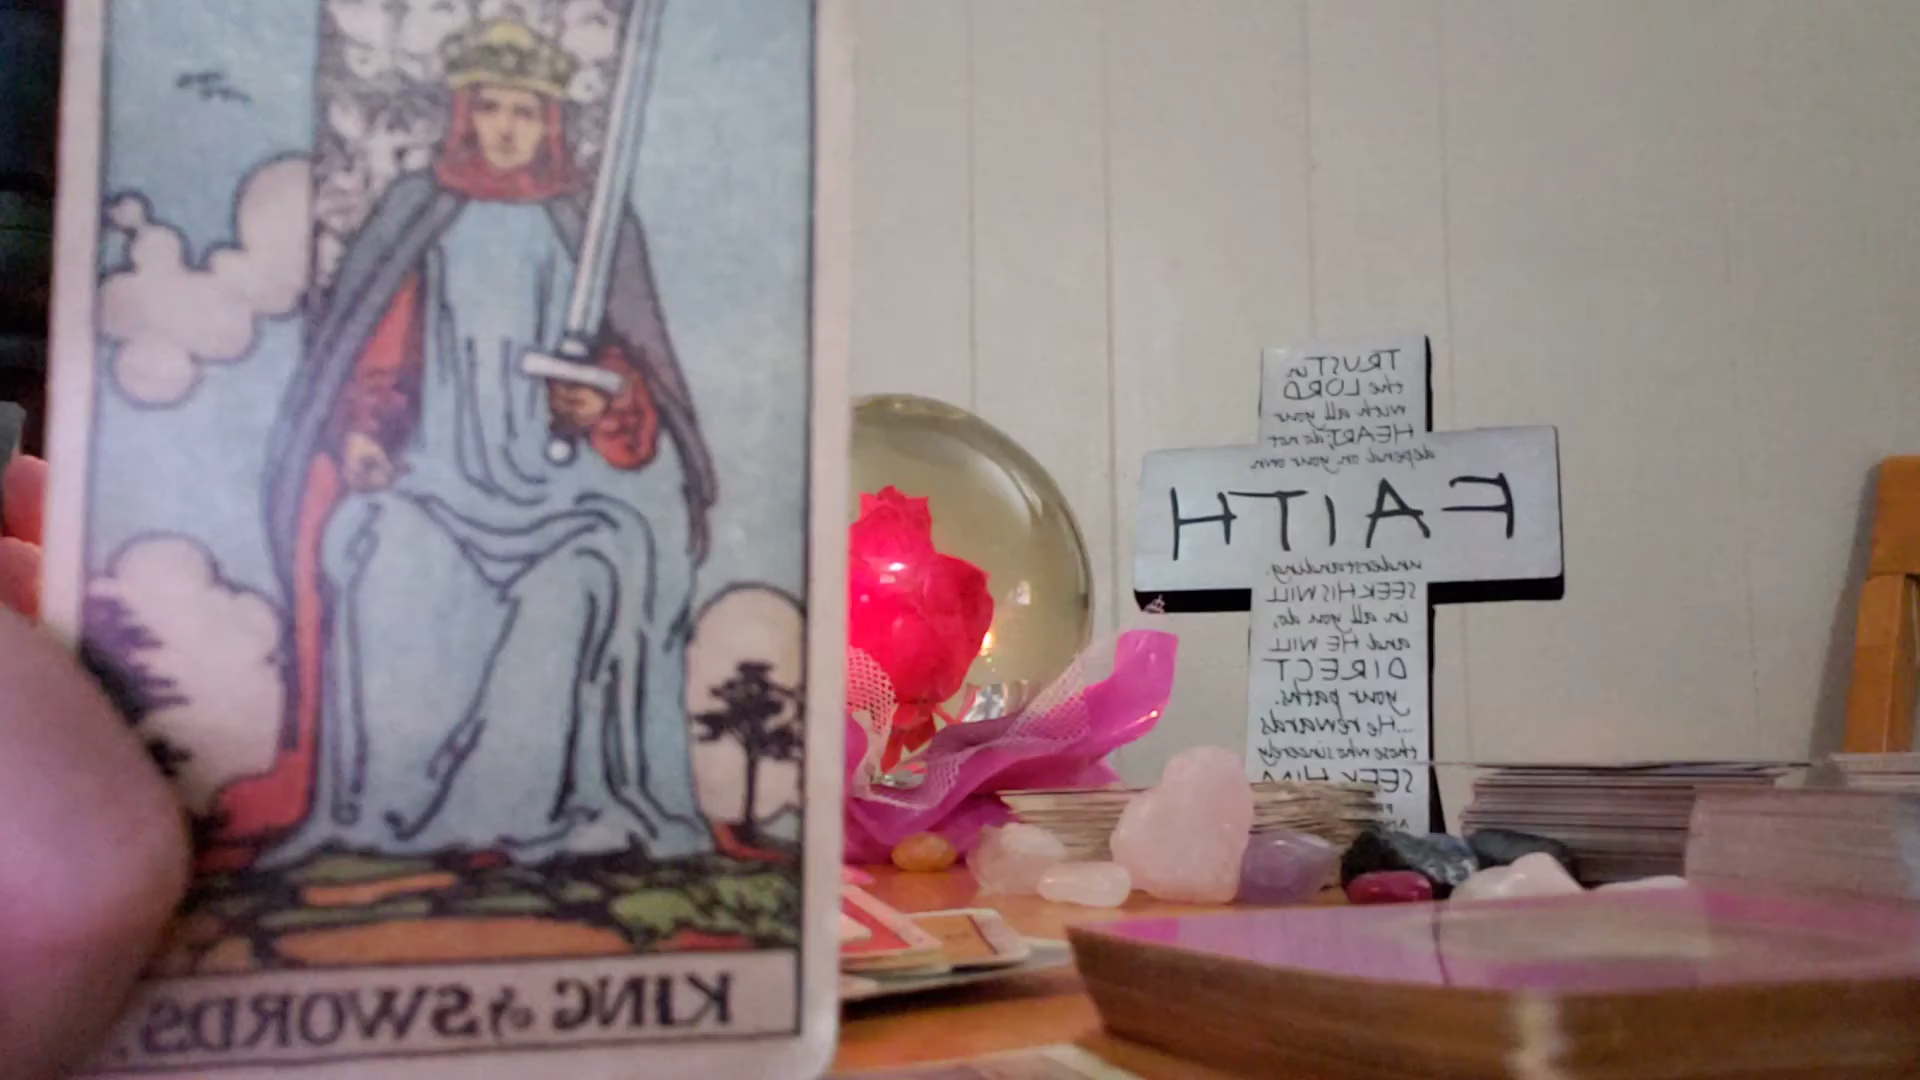 KING of SWORDS.
TRUST in
the LORD
with all your
HEART; do not
depend on your own
FAITH
understanding.
SEEK HIS WILL
in all you do,
and HE WILL
DIRECT
your paths.
...He rewards
those who sincerely
SEEK HIM